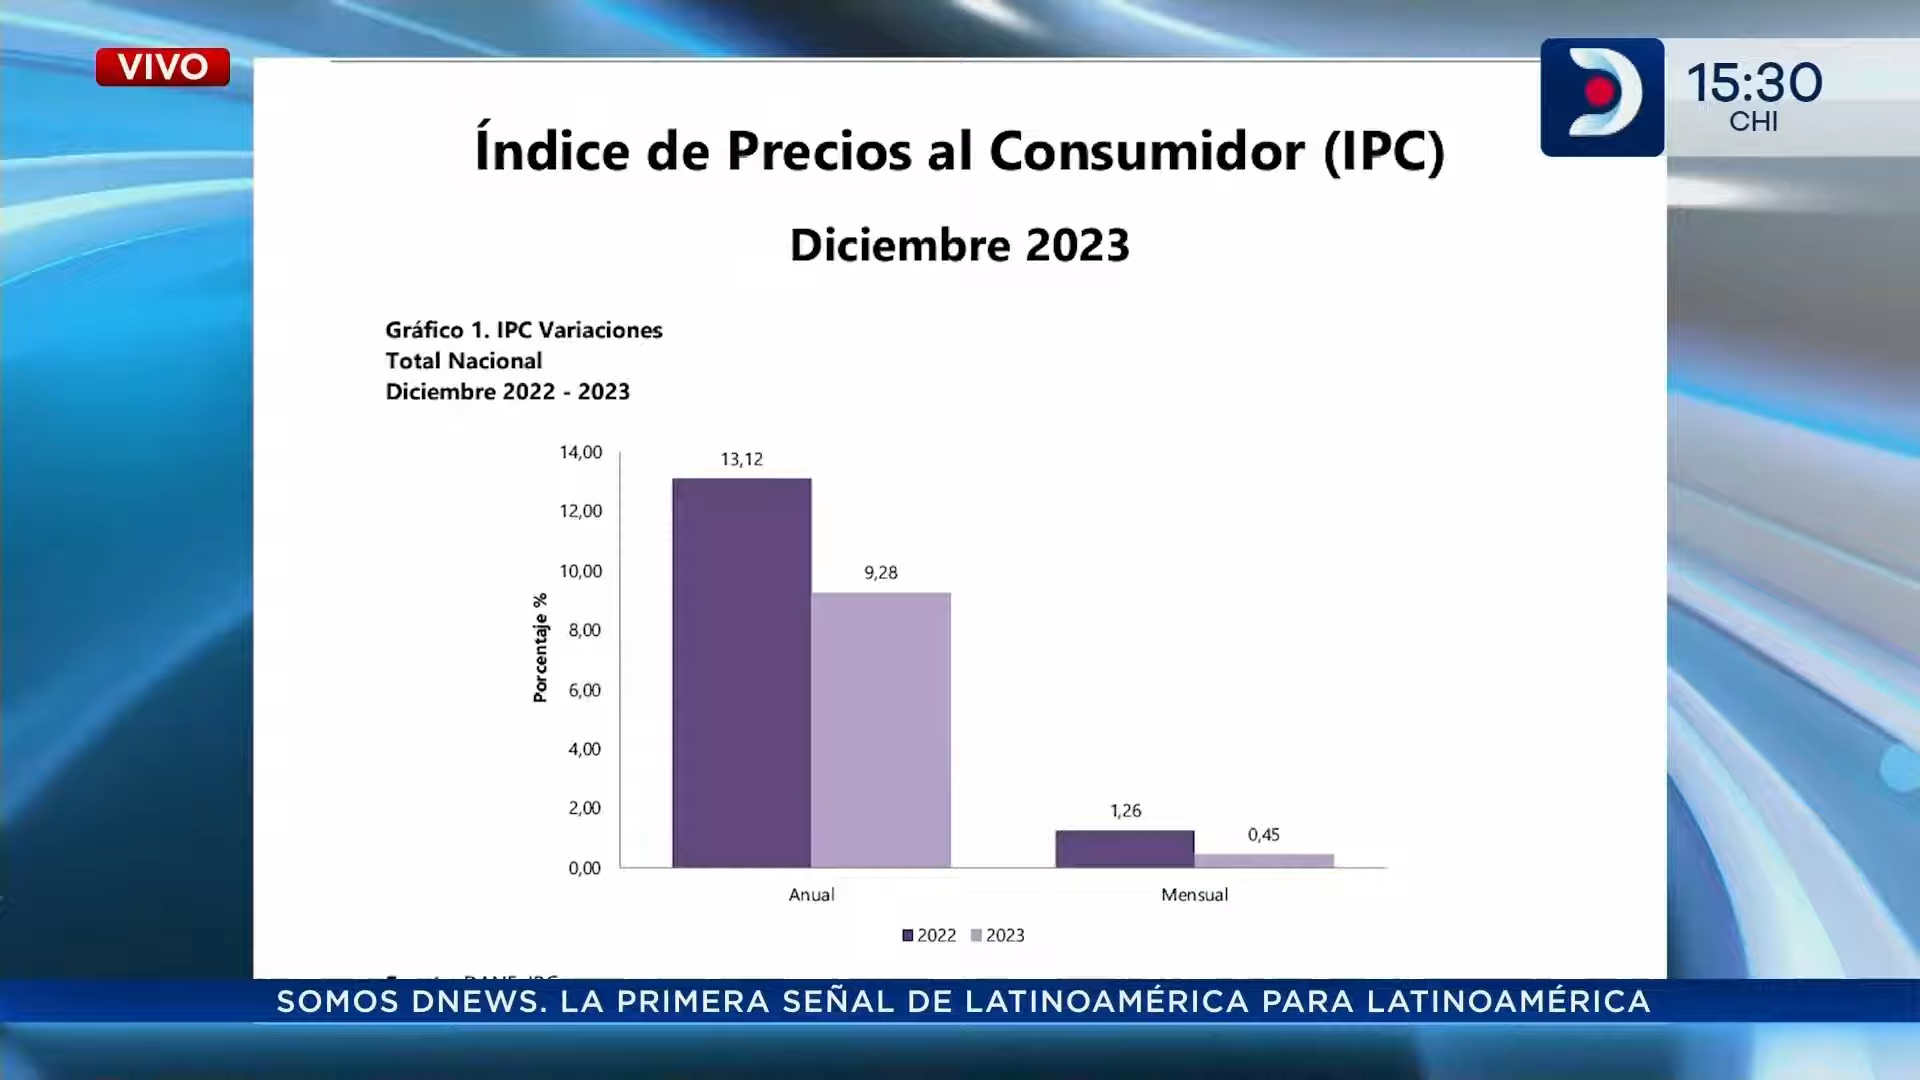 VIVO
15:30
CHI
Índice de Precios al Consumidor (IPC)
Diciembre 2023
Gráfico 1. IPC Variaciones
Total Nacional
Diciembre 2022 - 2023
14,00
12,00
10,00
8,00
6,00
4,00
2,00
0,00
Porcentaje %
13,12
9,28
1,26
0,45
Anual
Mensual
2022
2023
SOMOS DNEWS. LA PRIMERA SEÑAL DE LATINOAMÉRICA PARA LATINOAMÉRICA